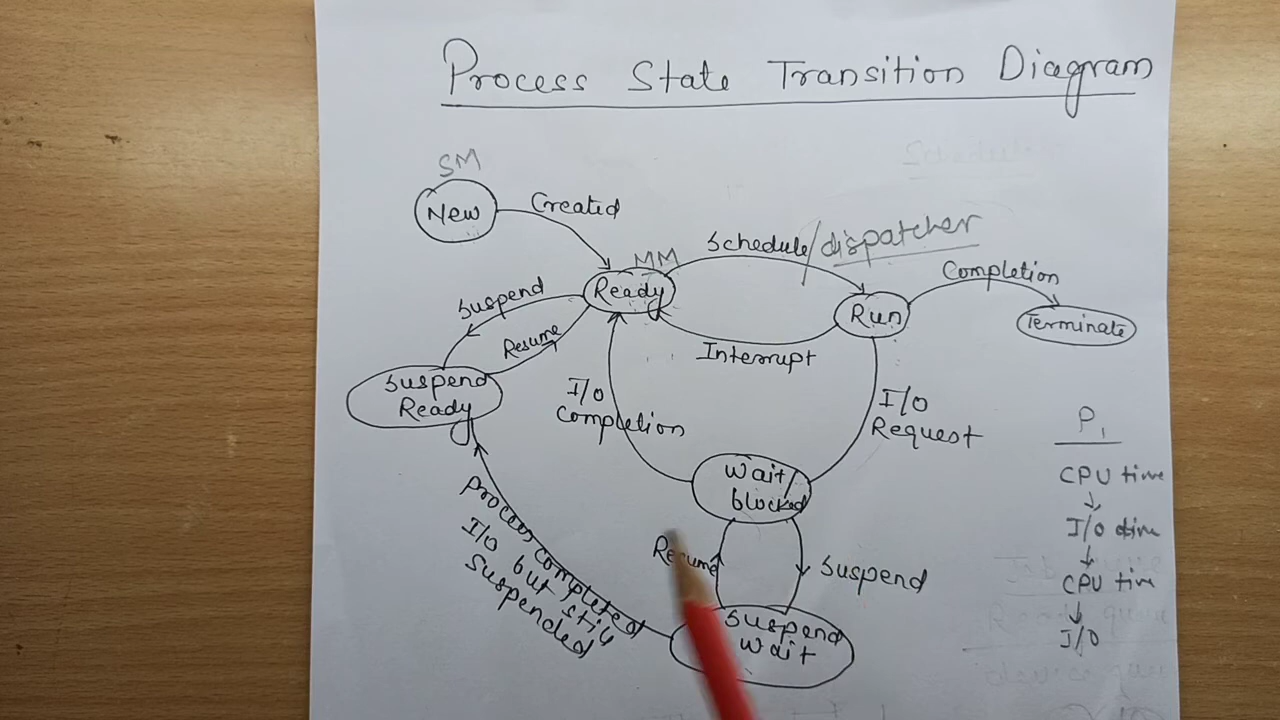 Process State Transition Diagram
SM
New
Created
MM
Ready
Schedule/dispatcher
Run
Completion
Terminate
Suspend
Resume
Interrupt
Suspend
Ready
I/O
Completion
I/O
Request
Wait/
blocked
Resume
Suspend
Suspend
Wait
process completed
I/O but still
Suspended
P1
CPU time
I/O time
CPU time
I/O